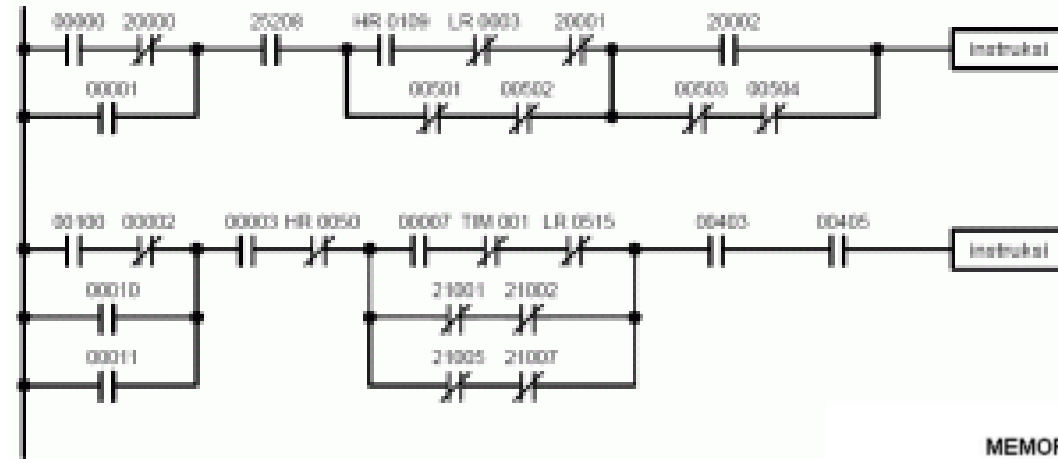 00000 20000 25208 HR 0109 LR 0003 20001 20002
instruksi
00001 00501 00502 00503 00504
00100 00002 00003 HR 0050 00007 TIM 001 LR 0515 00403 00405
instruksi
00010 21001 21002
00011 21005 21007
MEMOR